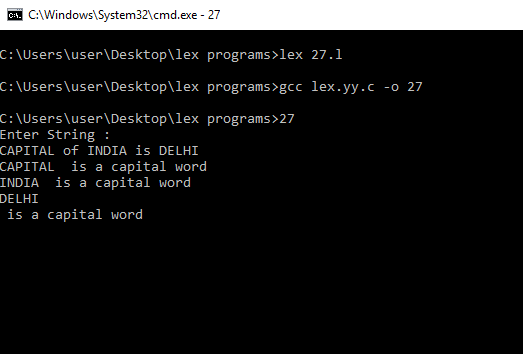 C:\Windows\System32\cmd.exe - 27
C:\Users\user\Desktop\lex programs>lex 27.l
C:\Users\user\Desktop\lex programs>gcc lex.yy.c -o 27
C:\Users\user\Desktop\lex programs>27
Enter String :
CAPITAL of INDIA is DELHI
CAPITAL  is a capital word
INDIA  is a capital word
DELHI
 is a capital word